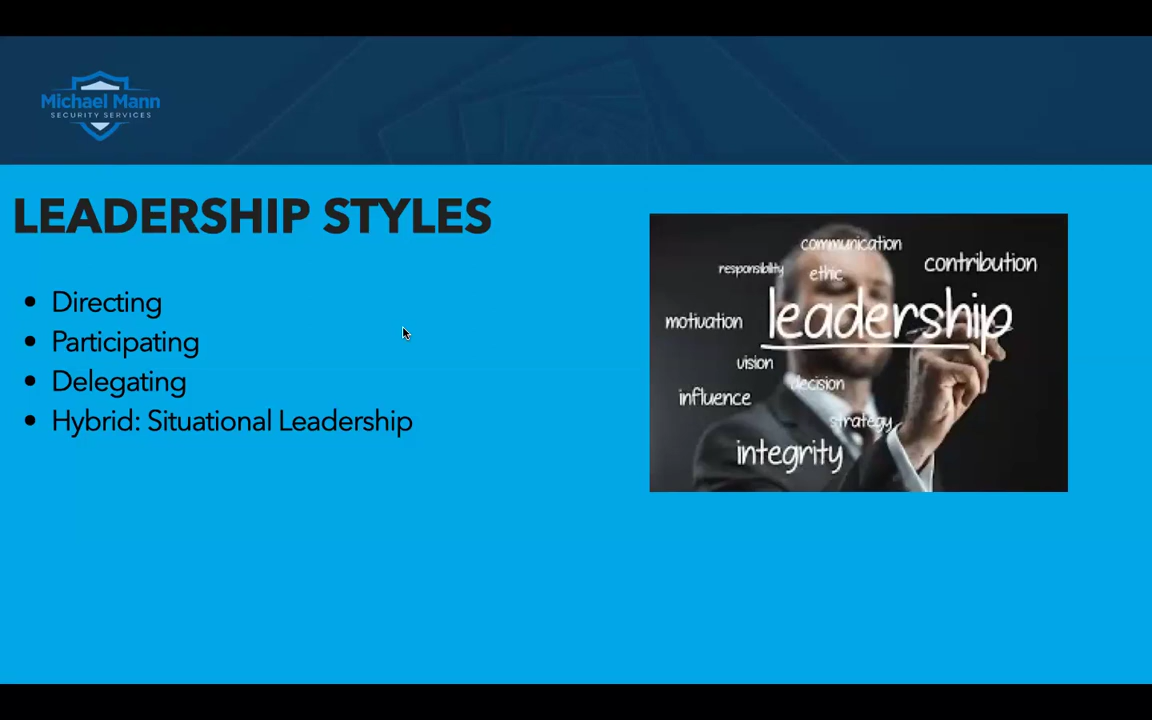 Michael Mann
SECURITY SERVICES
LEADERSHIP STYLES
• Directing
• Participating
• Delegating
• Hybrid: Situational Leadership
communication
responsibility
ethic
contribution
motivation
leadership
vision
decision
influence
strategy
integrity